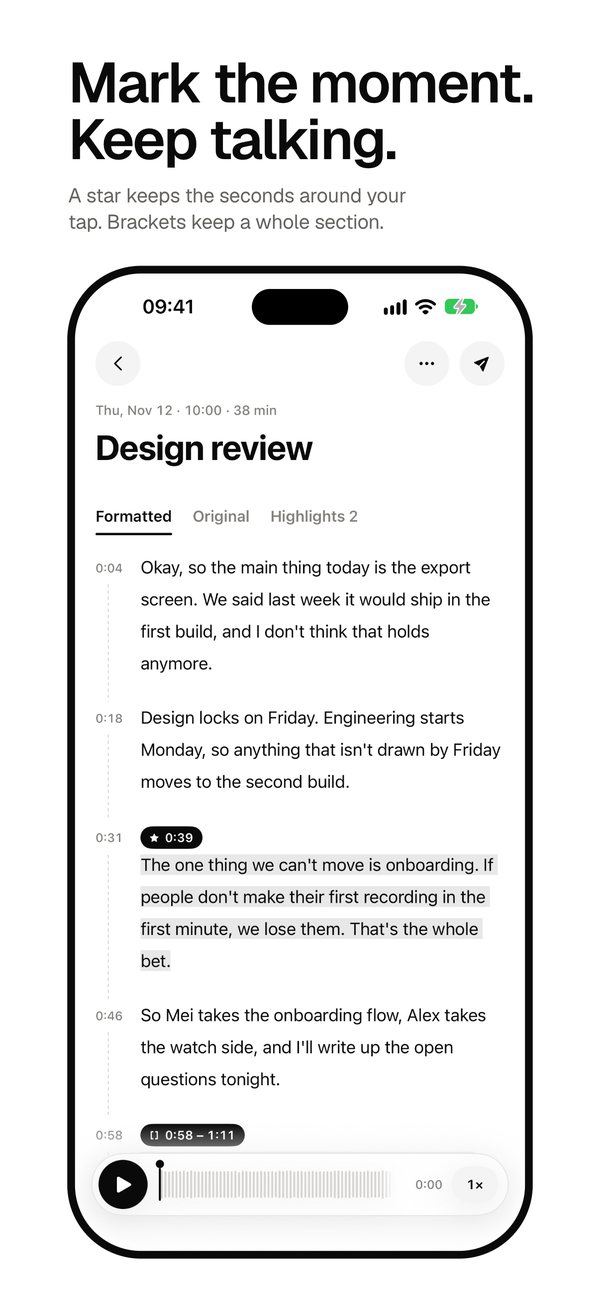 Mark the moment.
Keep talking.
A star keeps the seconds around your
tap. Brackets keep a whole section.
09:41
Thu, Nov 12 · 10:00 · 38 min
Design review
Formatted Original Highlights 2
0:04 Okay, so the main thing today is the export
screen. We said last week it would ship in the
first build, and I don't think that holds
anymore.
0:18 Design locks on Friday. Engineering starts
Monday, so anything that isn't drawn by Friday
moves to the second build.
0:31 ★ 0:39
The one thing we can't move is onboarding. If
people don't make their first recording in the
first minute, we lose them. That's the whole
bet.
0:46 So Mei takes the onboarding flow, Alex takes
the watch side, and I'll write up the open
questions tonight.
0:58 [] 0:58 – 1:11
0:00 1×